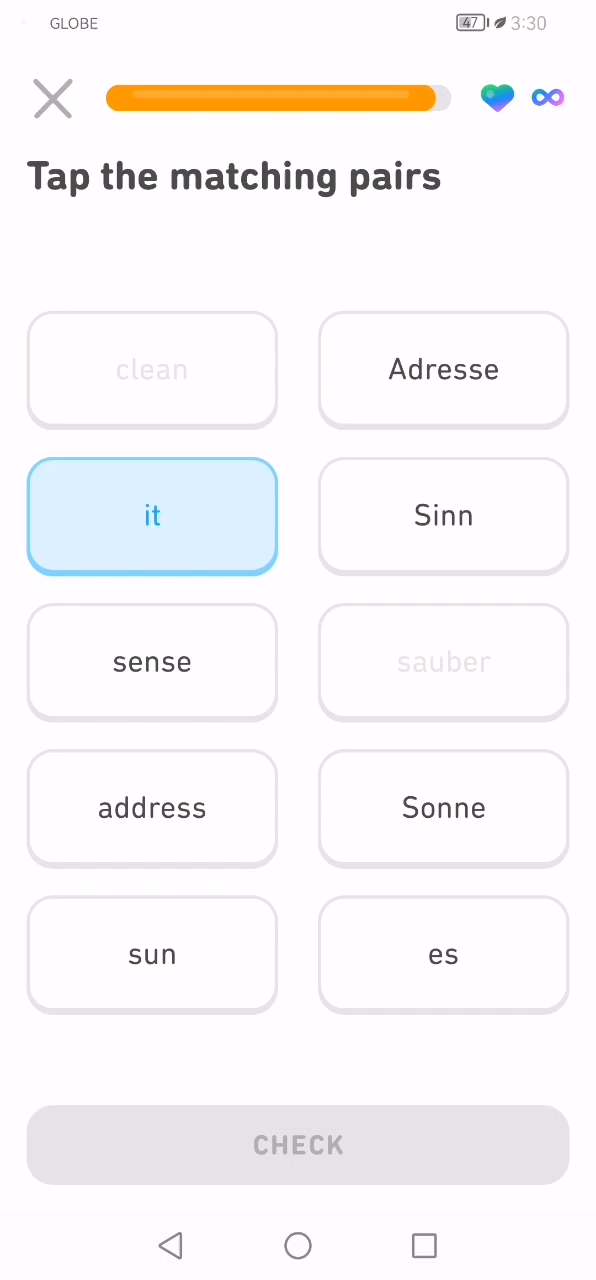 GLOBE 47 3:30
Tap the matching pairs
clean Adresse
it Sinn
sense sauber
address Sonne
sun es
CHECK